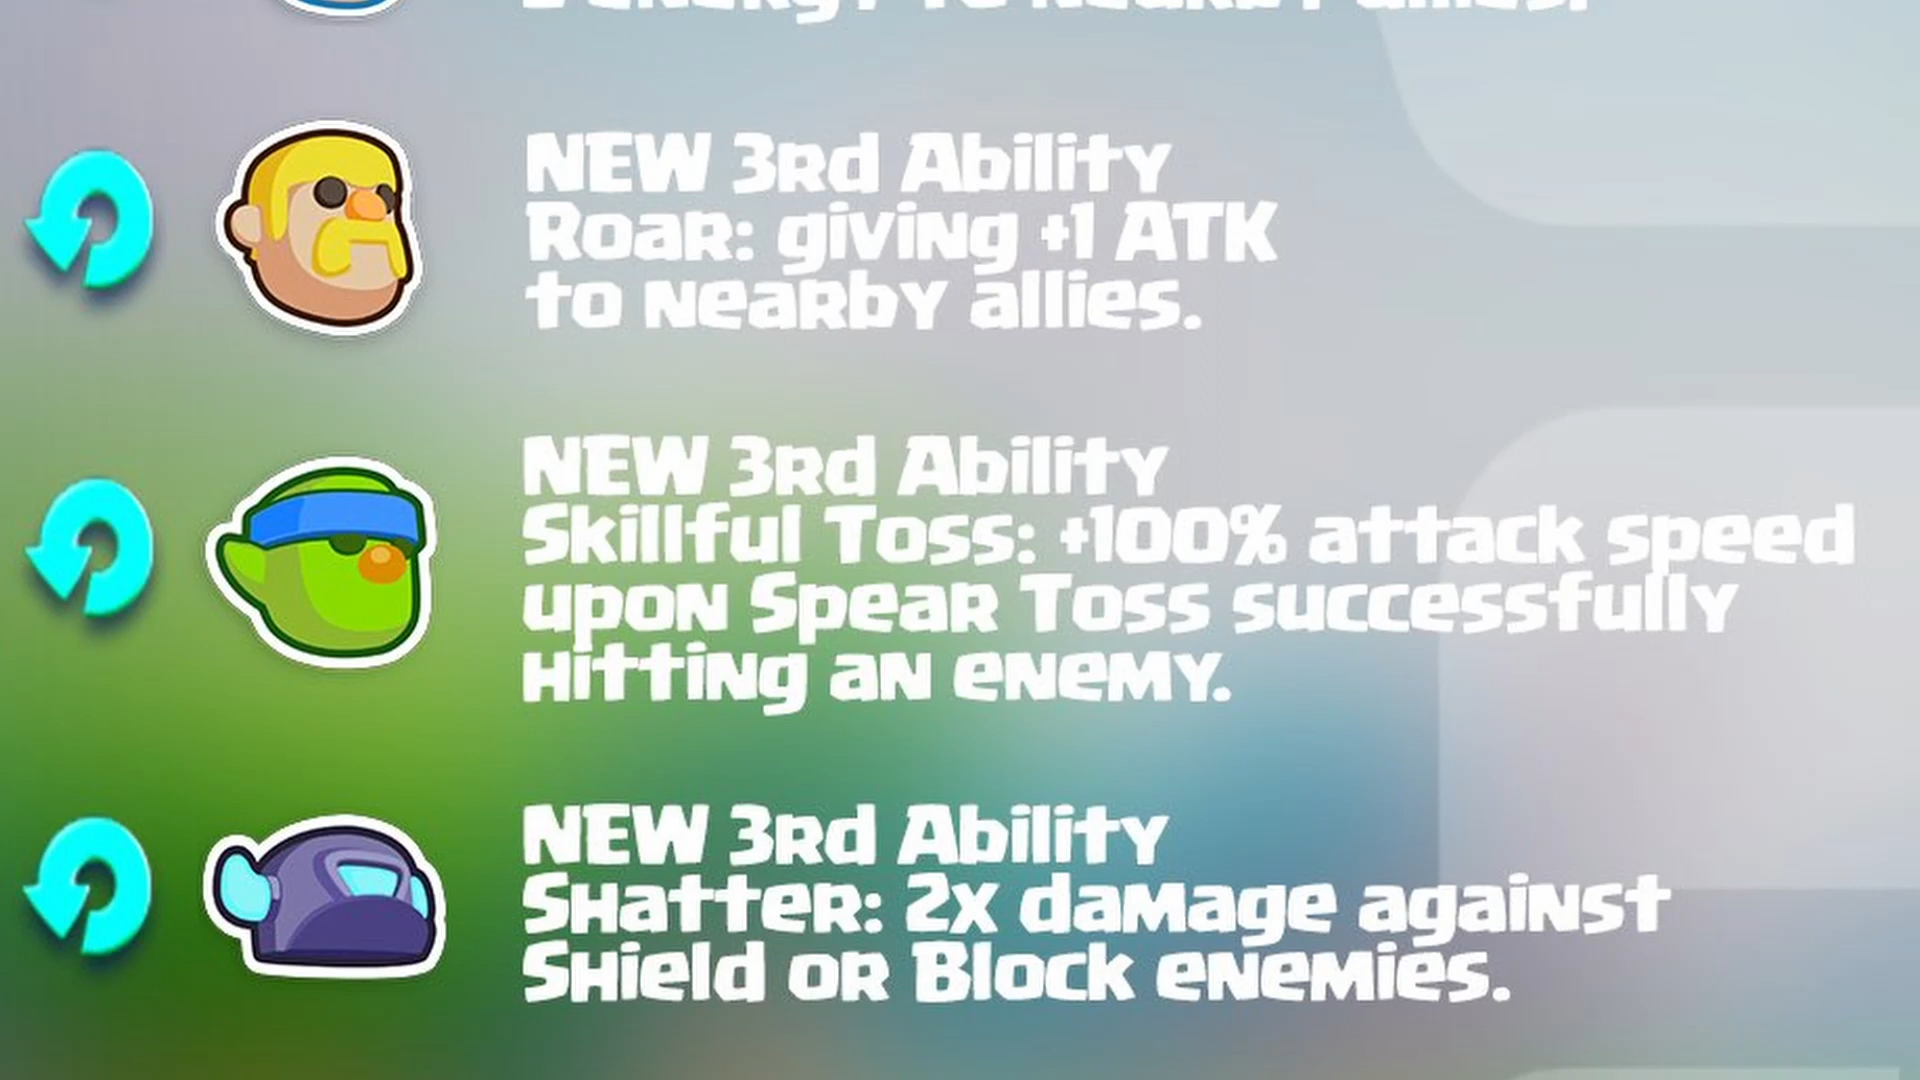 NEW 3rd Ability
Roar: giving +1 ATK
to nearby allies.
NEW 3rd Ability
Skillful Toss: +100% attack speed
upon Spear Toss successfully
hitting an enemy.
NEW 3rd Ability
Shatter: 2x damage against
Shield or Block enemies.